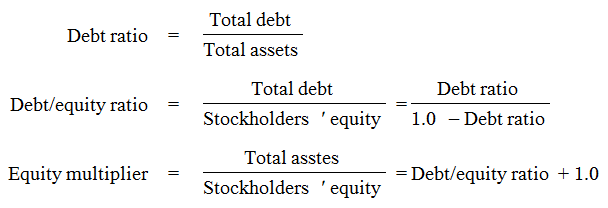 Debt ratio = Total debt / Total assets
Debt/equity ratio = Total debt / Stockholders ′ equity = Debt ratio / 1.0 − Debt ratio
Equity multiplier = Total asstes / Stockholders ′ equity = Debt/equity ratio + 1.0